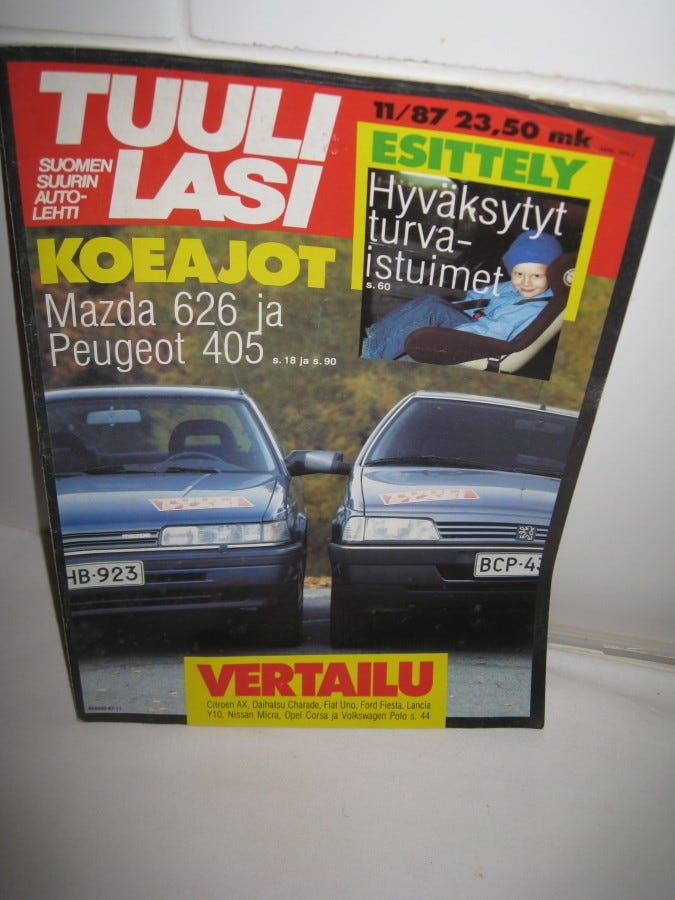 TUULI
LASI
SUOMEN
SUURIN
AUTO-
LEHTI
11/87 23,50 mk
ESITTELY
Hyväksytyt
turva-
istuimet
s. 60
KOEAJOT
Mazda 626 ja
Peugeot 405 s. 18 ja s. 90
HB-923
BCP-43
VERTAILU
Citroen AX, Daihatsu Charade, Fiat Uno, Ford Fiesta, Lancia
Y10, Nissan Micra, Opel Corsa ja Volkswagen Polo s. 44